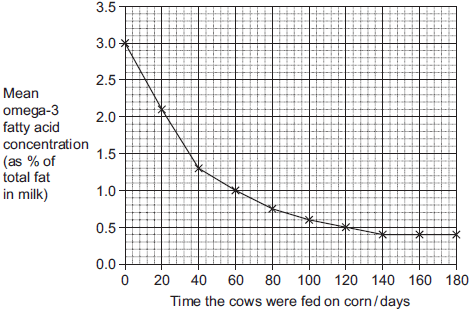 3.5
3.0
2.5
2.0
1.5
1.0
0.5
0.0
Mean
omega-3
fatty acid
concentration
(as % of
total fat
in milk)
0 20 40 60 80 100 120 140 160 180
Time the cows were fed on corn/days